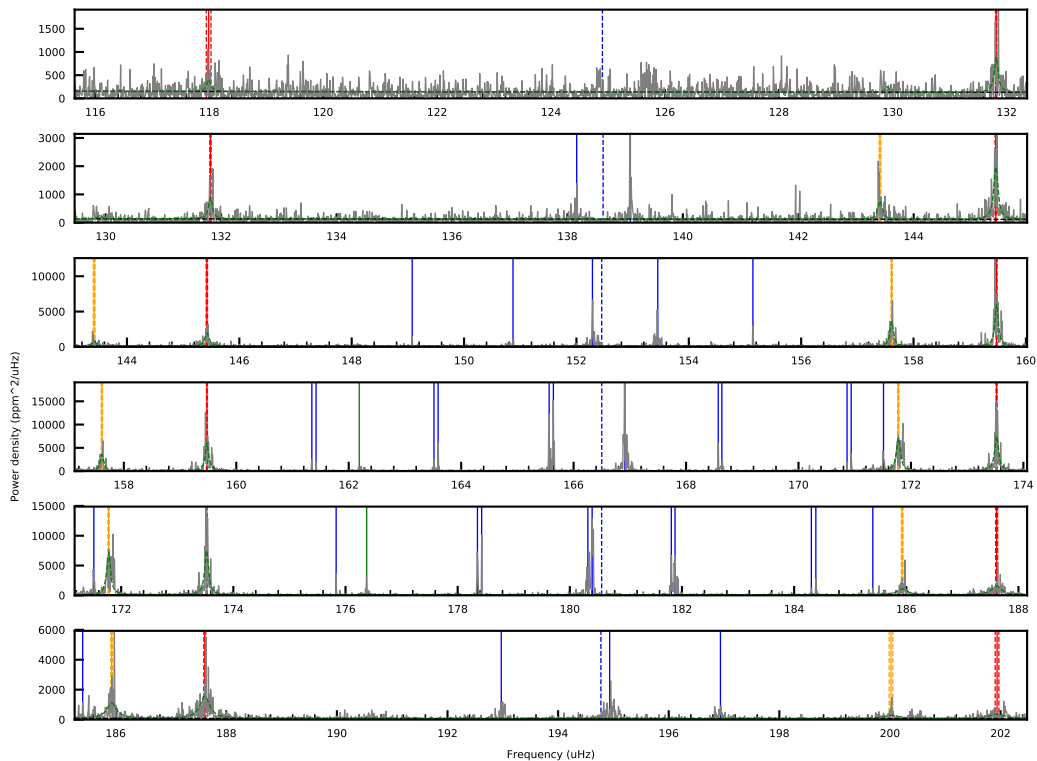 1500
1000
500
0
116 118 120 122 124 126 128 130 132
3000
2000
1000
0
130 132 134 136 138 140 142 144
10000
5000
0
144 146 148 150 152 154 156 158 160
15000
10000
5000
0
158 160 162 164 166 168 170 172 174
15000
10000
5000
0
172 174 176 178 180 182 184 186 188
6000
4000
2000
0
186 188 190 192 194 196 198 200 202
Power density (ppm^2/uHz)
Frequency (uHz)